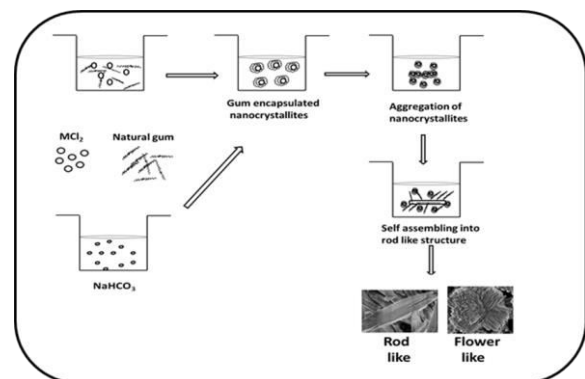 Gum encapsulated
nanocrystallites
Aggregation of
nanocrystallites
MCl₂
Natural gum
Self assembling into
rod like structure
NaHCO₃
Rod
like
Flower
like